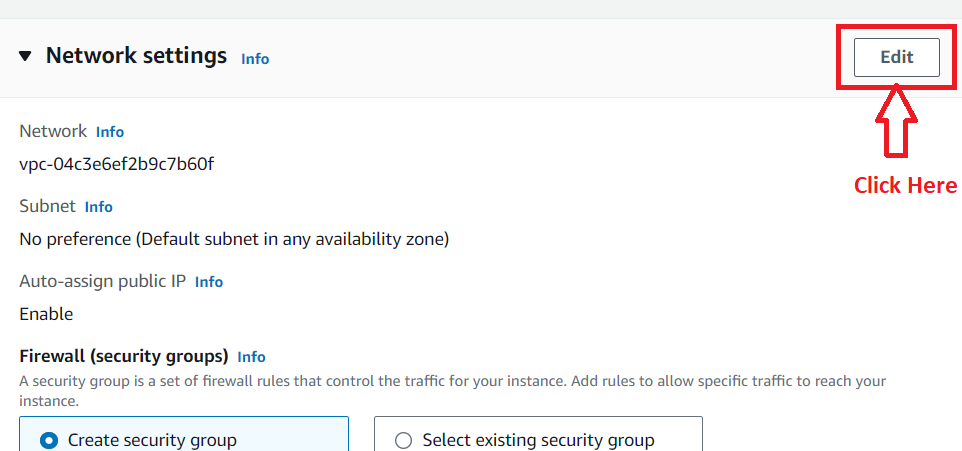 Network settings Info
Edit
Network Info
vpc-04c3e6ef2b9c7b60f
Click Here
Subnet Info
No preference (Default subnet in any availability zone)
Auto-assign public IP Info
Enable
Firewall (security groups) Info
A security group is a set of firewall rules that control the traffic for your instance. Add rules to allow specific traffic to reach your
instance.
Create security group
Select existing security group